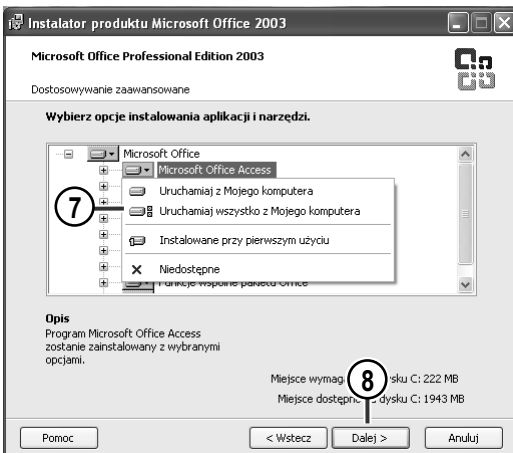 Instalator produktu Microsoft Office 2003
Microsoft Office Professional Edition 2003
Dostosowywanie zaawansowane
Wybierz opcje instalowania aplikacji i narzędzi.
Microsoft Office
Microsoft Office Access
Uruchamiaj z Mojego komputera
7
Uruchamiaj wszystko z Mojego komputera
Instalowane przy pierwszym użyciu
Niedostępne
Funkcje wspólne pakietu Office
Opis
Program Microsoft Office Access
zostanie zainstalowany z wybranymi
opcjami.
Miejsce 8 C: 222 MB
Miejsce dysku C: 1943 MB
Pomoc < Wstecz Dalej > Anuluj